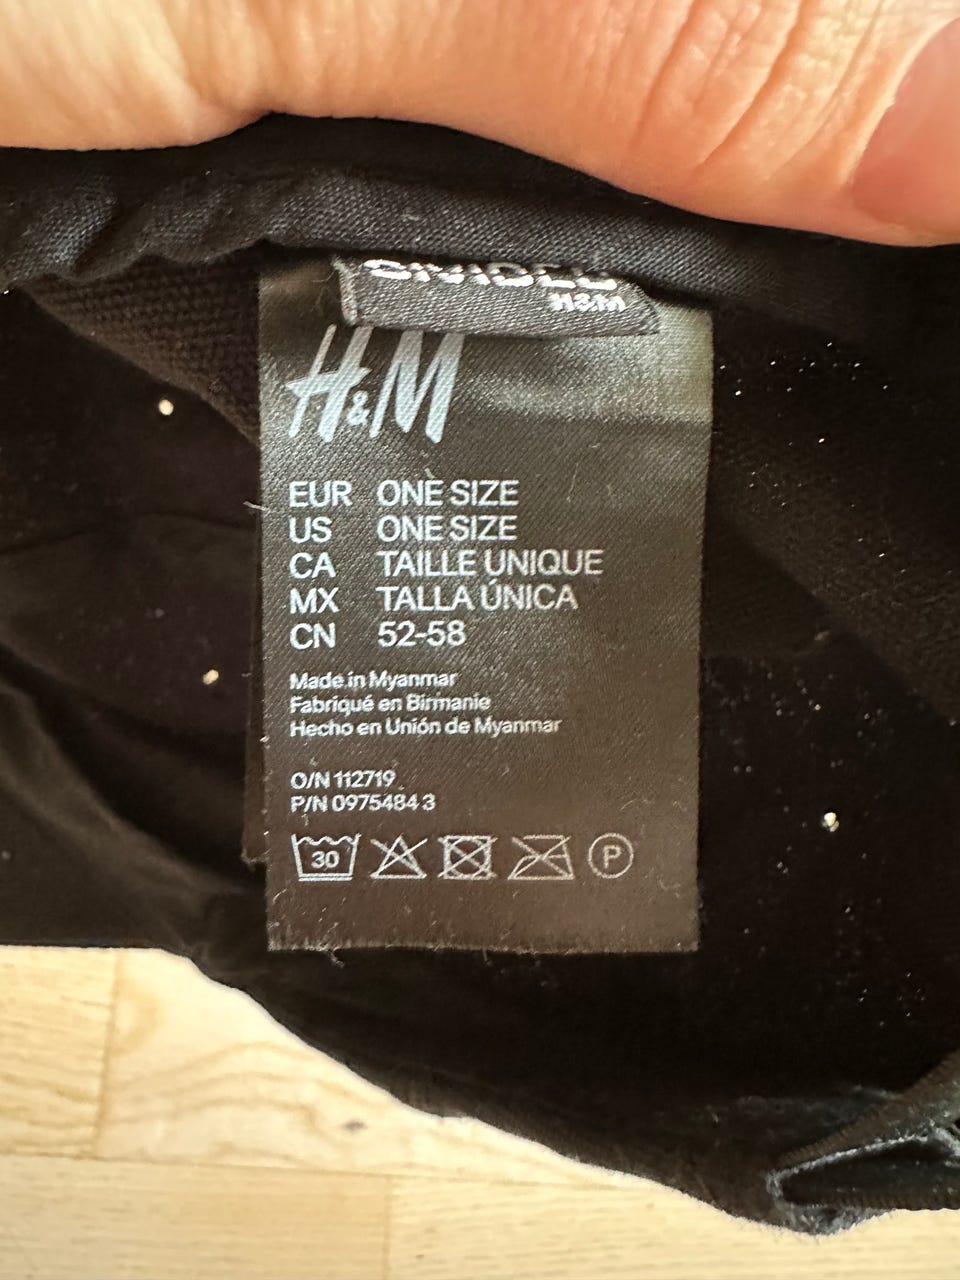 H&M
H&M
EUR ONE SIZE
US ONE SIZE
CA TAILLE UNIQUE
MX TALLA ÚNICA
CN 52-58
Made in Myanmar
Fabriqué en Birmanie
Hecho en Unión de Myanmar
O/N 112719
P/N 0975484 3
30
P